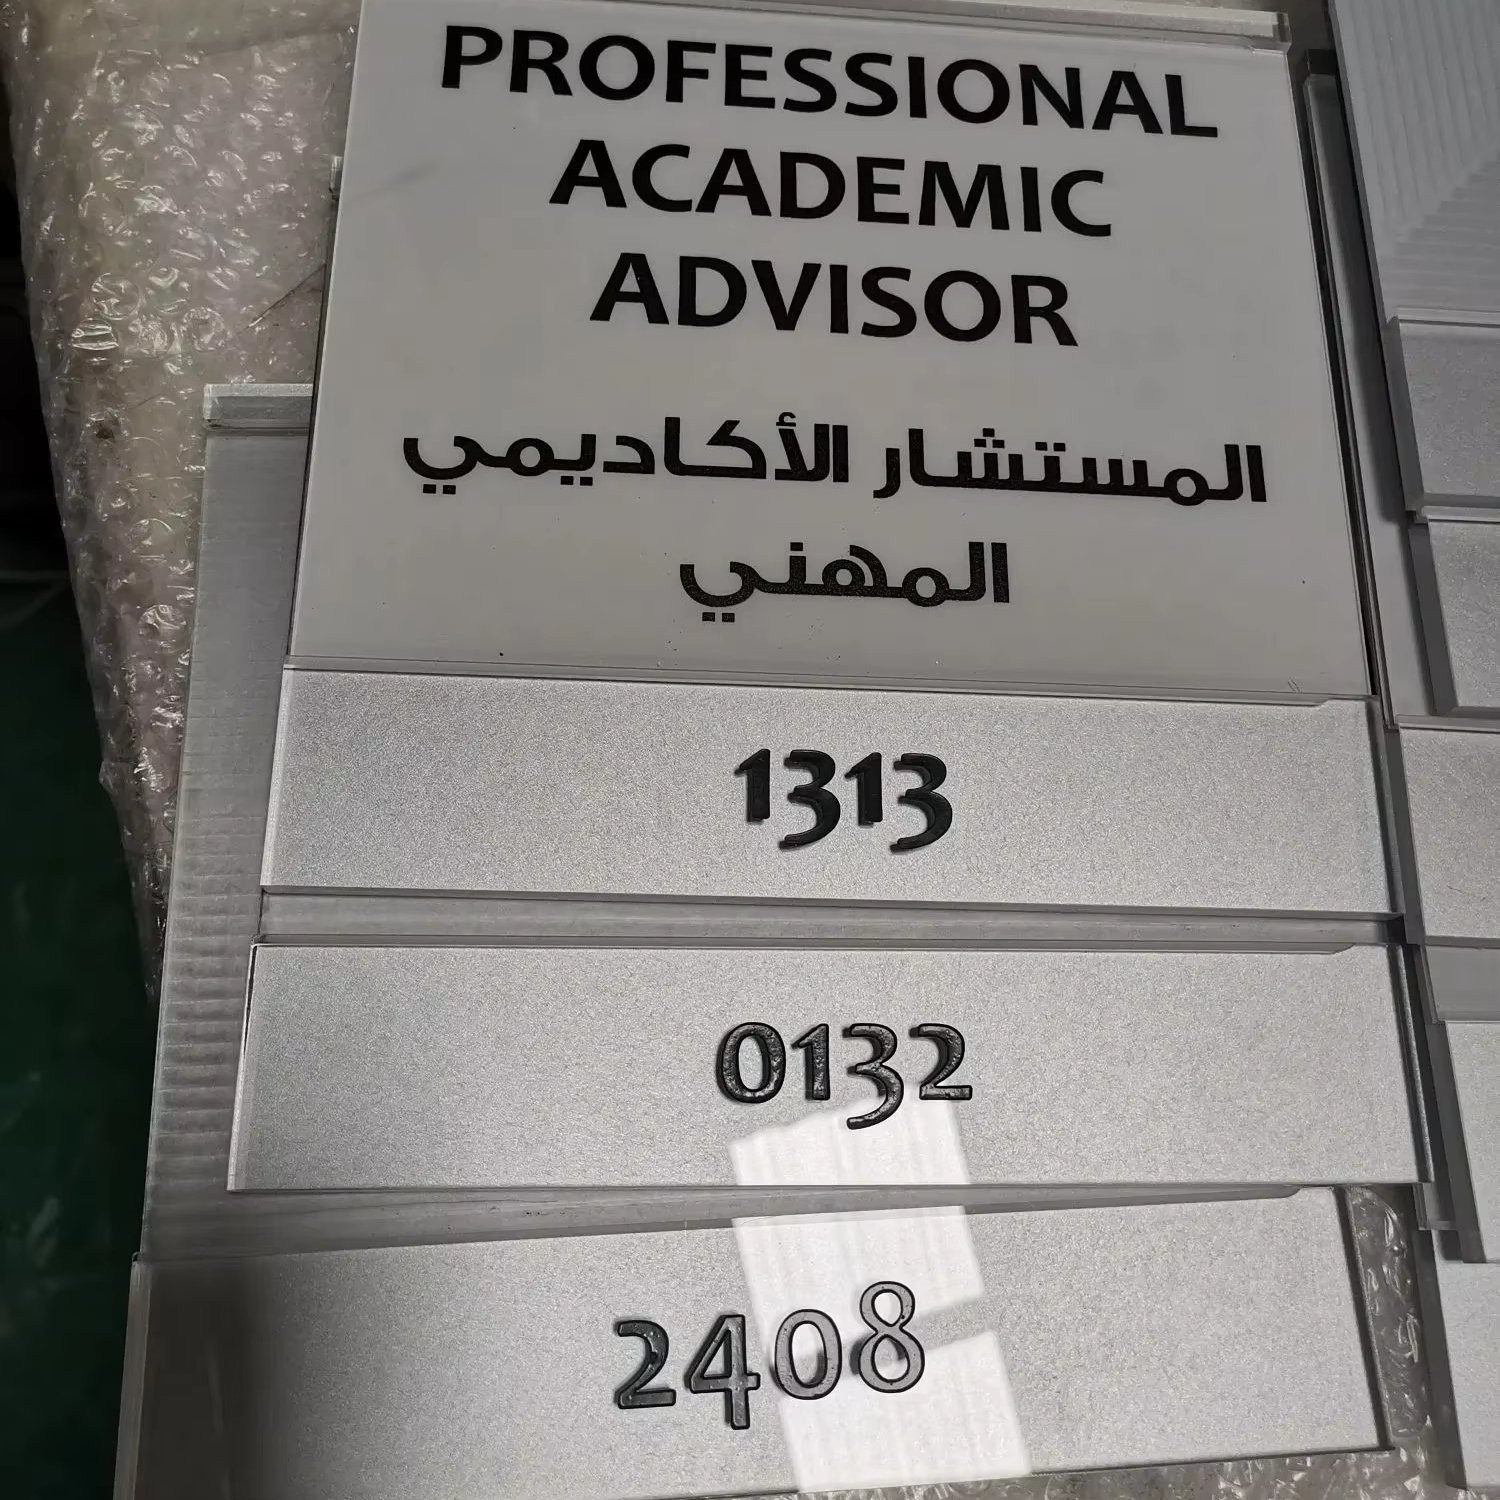 PROFESSIONAL
ACADEMIC
ADVISOR
المستشار الأكاديمي
المهني
1313
0132
2408